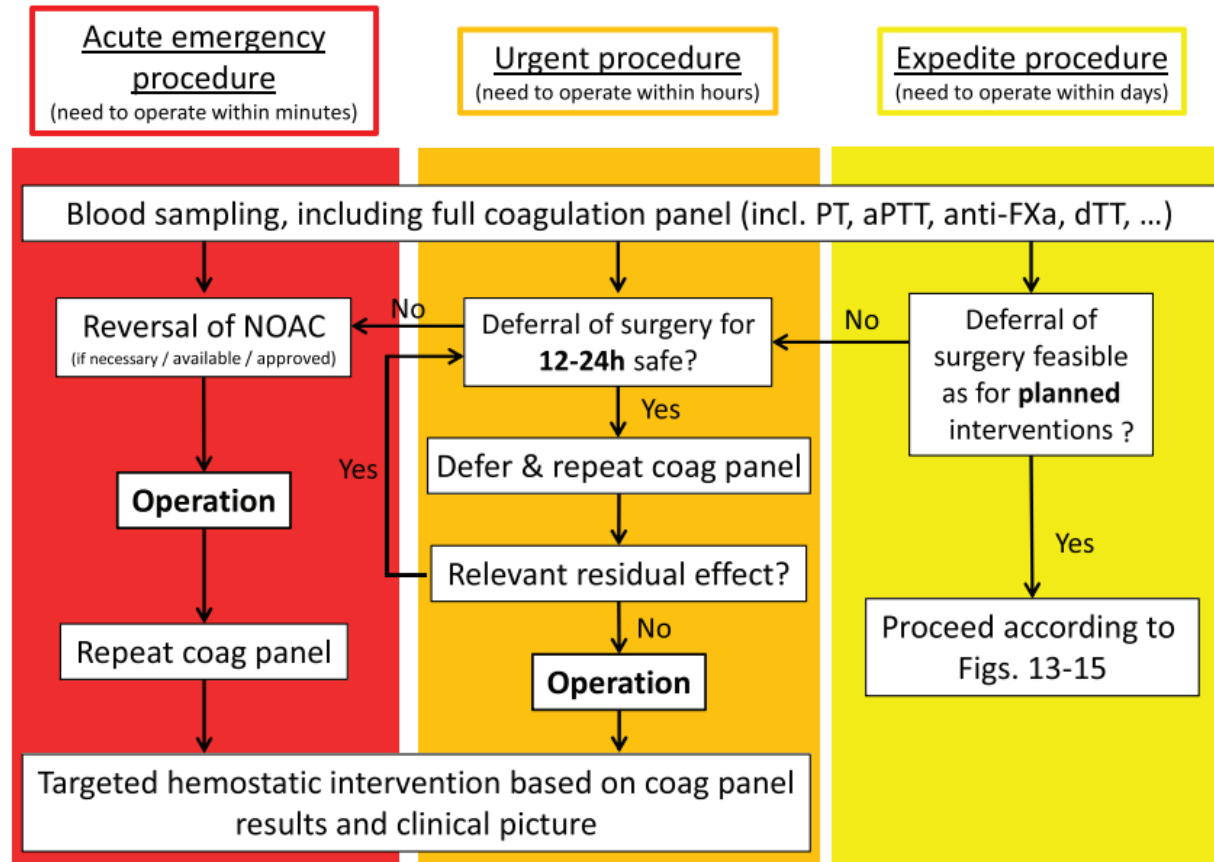 Acute emergency
procedure
(need to operate within minutes)
Urgent procedure
(need to operate within hours)
Expedite procedure
(need to operate within days)
Blood sampling, including full coagulation panel (incl. PT, aPTT, anti-FXa, dTT, ...)
Reversal of NOAC
(if necessary / available / approved)
No
Deferral of surgery for
12-24h safe?
No
Deferral of
surgery feasible
as for planned
interventions ?
Yes
Defer & repeat coag panel
Yes
Operation
Relevant residual effect?
Yes
No
Repeat coag panel
Operation
Proceed according to
Figs. 13-15
Targeted hemostatic intervention based on coag panel
results and clinical picture